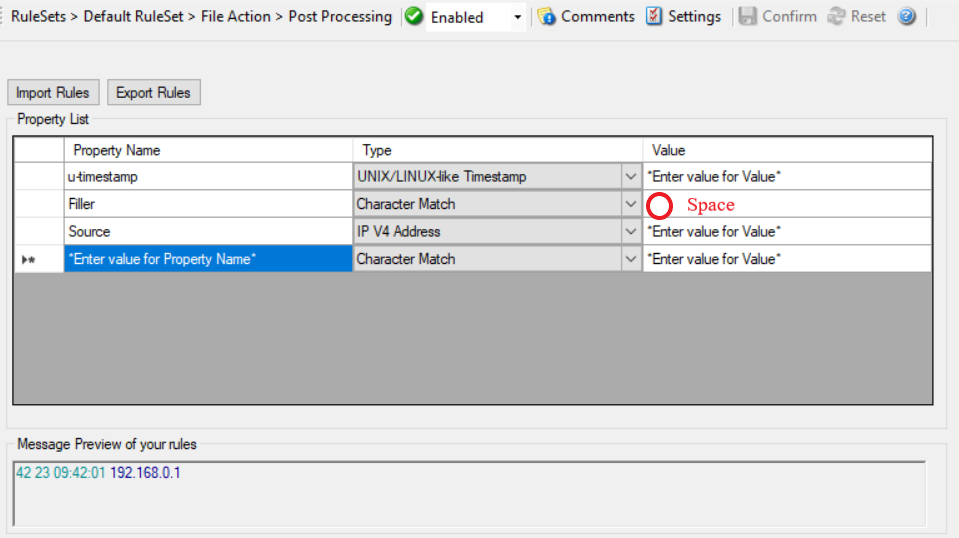 RuleSets > Default RuleSet > File Action > Post Processing Enabled Comments Settings Confirm Reset ?
Import Rules Export Rules
Property List
Property Name Type Value
u-timestamp UNIX/LINUX-like Timestamp *Enter value for Value*
Filler Character Match Space
Source IP V4 Address *Enter value for Value*
*Enter value for Property Name* Character Match *Enter value for Value*
Message Preview of your rules
42 23 09:42:01 192.168.0.1